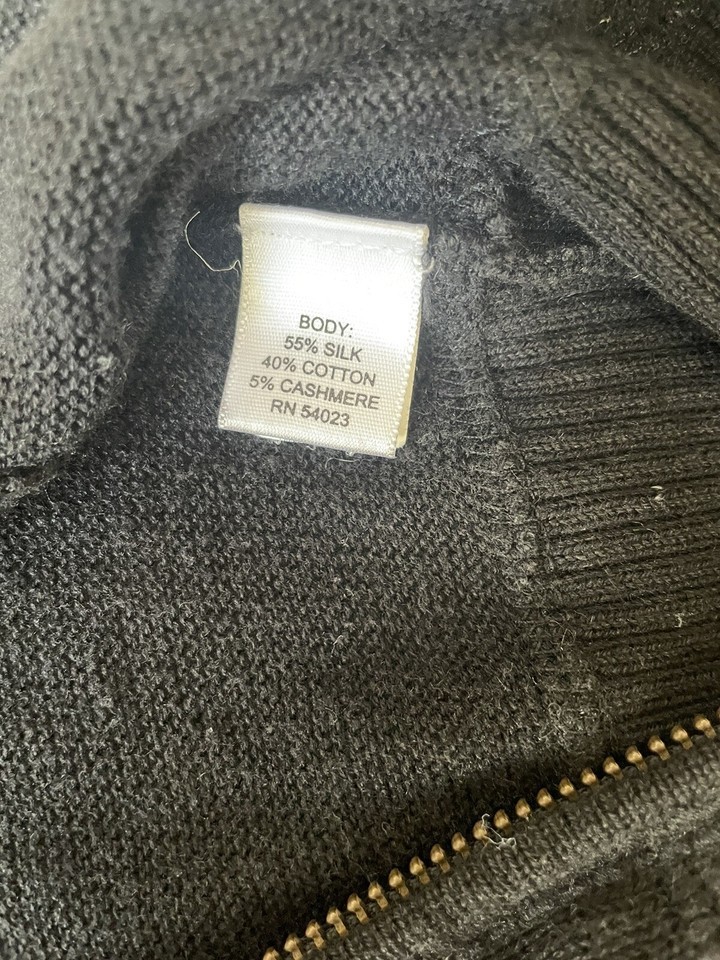 BODY:
55% SILK
40% COTTON
5% CASHMERE
RN 54023